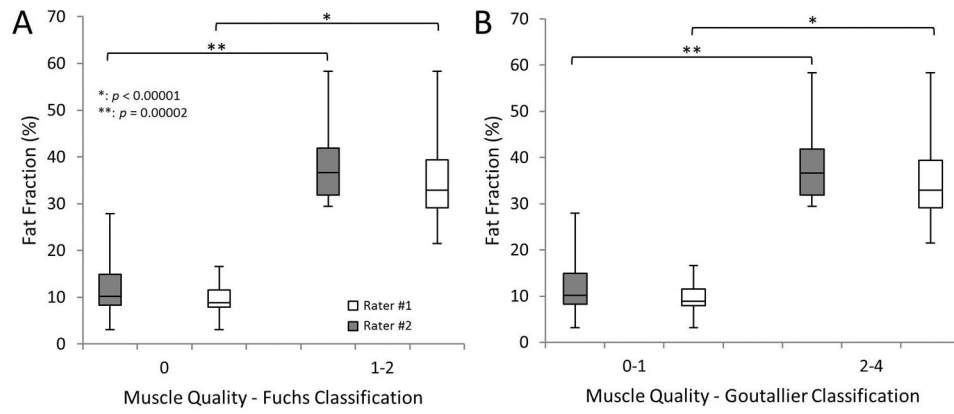 A
70
60
50
40
30
20
10
0
Fat Fraction (%)
*
**
*: p < 0.00001
**: p = 0.00002
Rater #1
Rater #2
0
1-2
Muscle Quality - Fuchs Classification
B
70
60
50
40
30
20
10
0
Fat Fraction (%)
*
**
0-1
2-4
Muscle Quality - Goutallier Classification